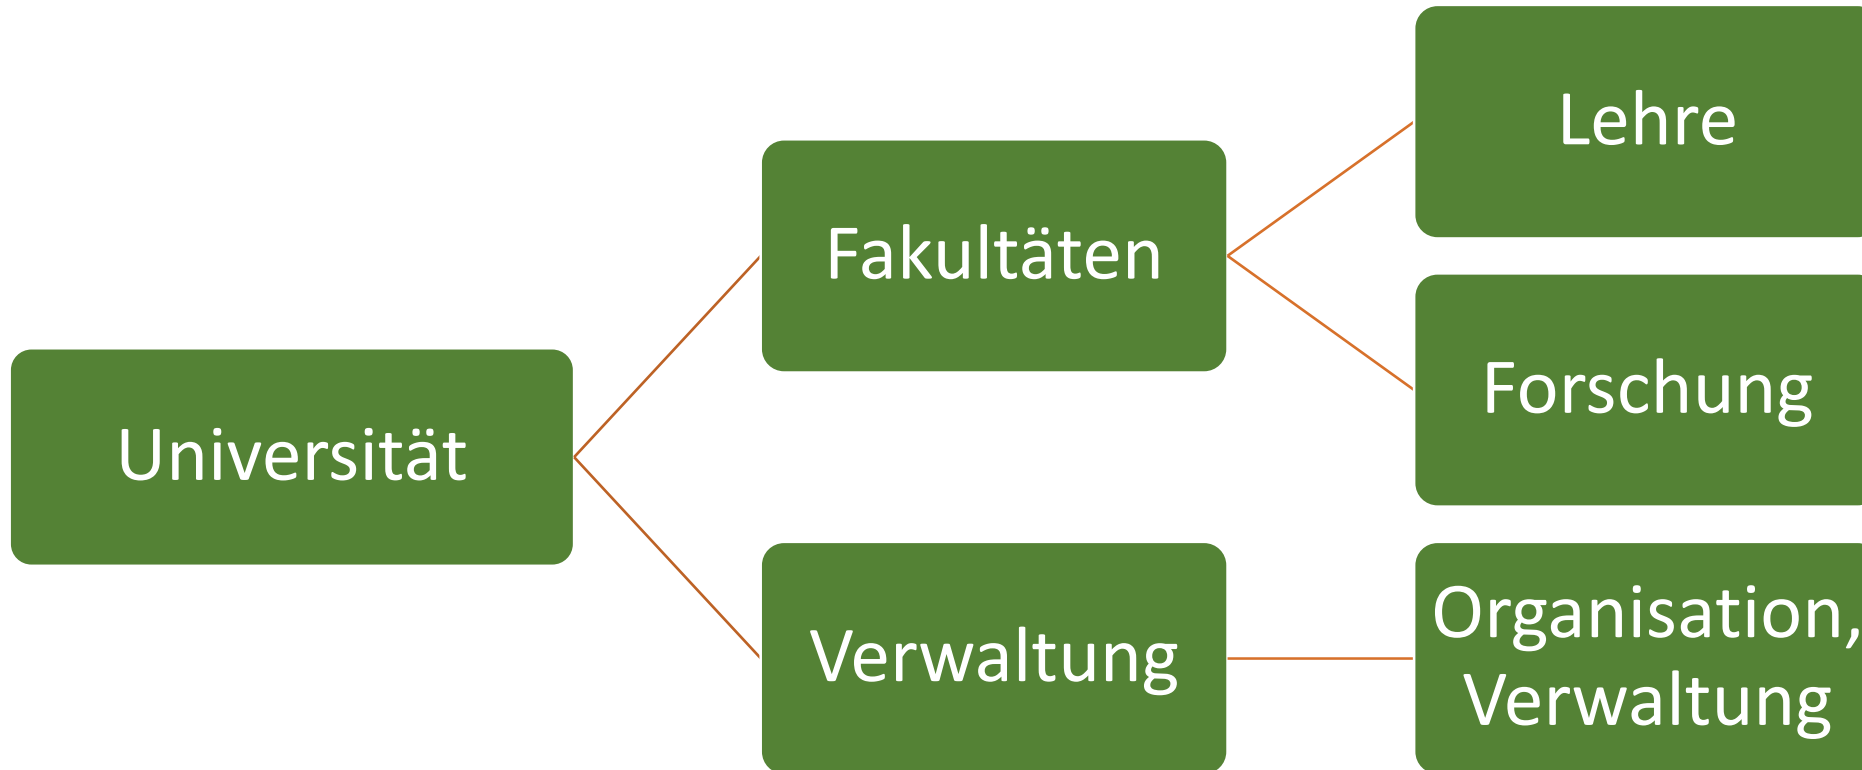 Universität
Fakultäten
Lehre
Forschung
Verwaltung
Organisation,
Verwaltung